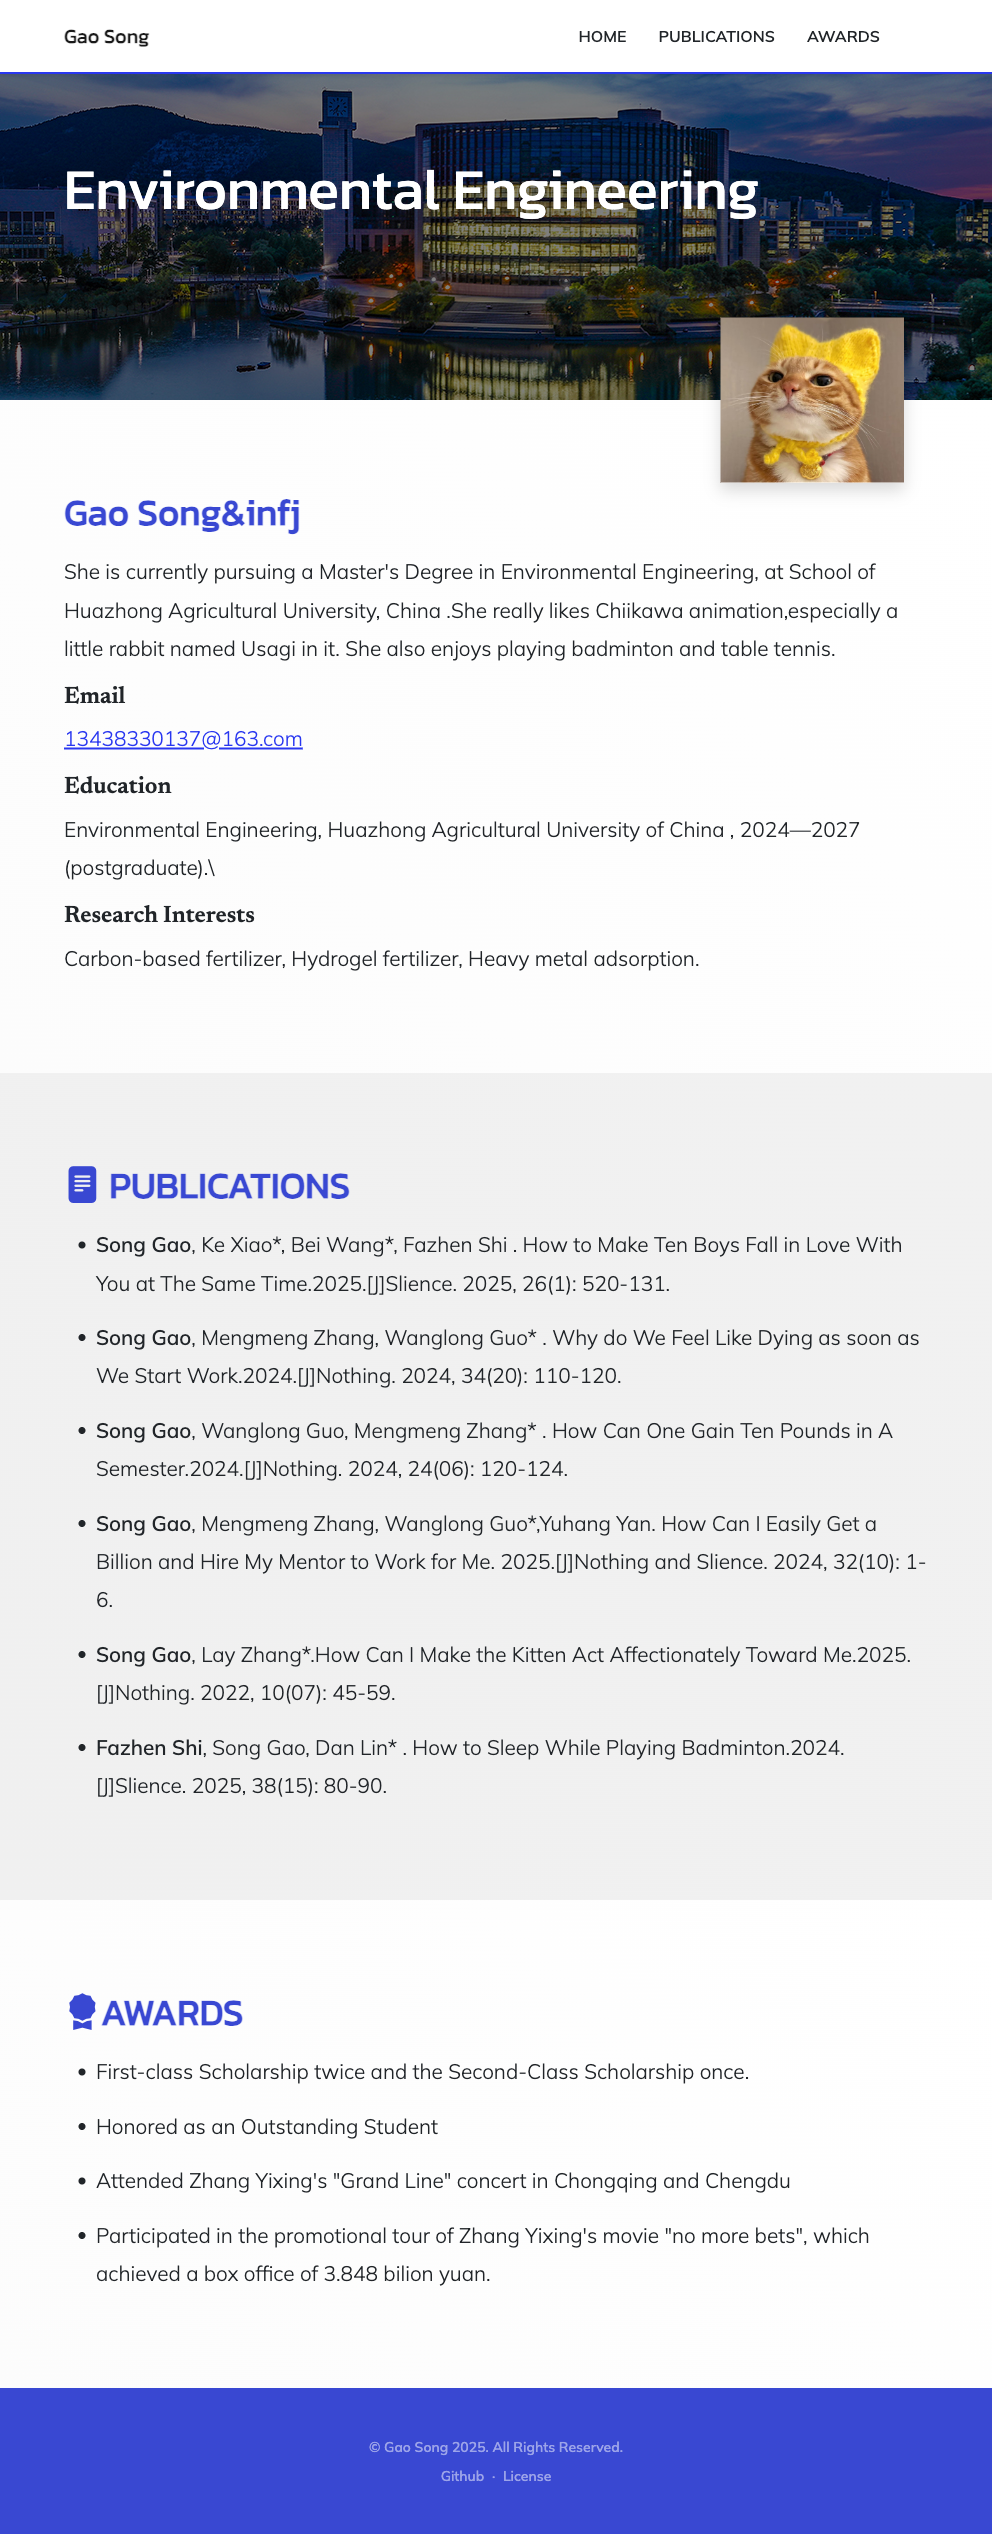 Gao Song
HOME
PUBLICATIONS
AWARDS
Environmental Engineering
Gao Song&infj
She is currently pursuing a Master's Degree in Environmental Engineering, at School of
Huazhong Agricultural University, China .She really likes Chiikawa animation,especially a
little rabbit named Usagi in it. She also enjoys playing badminton and table tennis.
Email
13438330137@163.com
Education
Environmental Engineering, Huazhong Agricultural University of China , 2024—2027
(postgraduate).\
Research Interests
Carbon-based fertilizer, Hydrogel fertilizer, Heavy metal adsorption.
PUBLICATIONS
• Song Gao, Ke Xiao*, Bei Wang*, Fazhen Shi . How to Make Ten Boys Fall in Love With
You at The Same Time.2025.[J]Slience. 2025, 26(1): 520-131.
• Song Gao, Mengmeng Zhang, Wanglong Guo* . Why do We Feel Like Dying as soon as
We Start Work.2024.[J]Nothing. 2024, 34(20): 110-120.
• Song Gao, Wanglong Guo, Mengmeng Zhang* . How Can One Gain Ten Pounds in A
Semester.2024.[J]Nothing. 2024, 24(06): 120-124.
• Song Gao, Mengmeng Zhang, Wanglong Guo*,Yuhang Yan. How Can I Easily Get a
Billion and Hire My Mentor to Work for Me. 2025.[J]Nothing and Slience. 2024, 32(10): 1-
6.
• Song Gao, Lay Zhang*.How Can I Make the Kitten Act Affectionately Toward Me.2025.
[J]Nothing. 2022, 10(07): 45-59.
• Fazhen Shi, Song Gao, Dan Lin* . How to Sleep While Playing Badminton.2024.
[J]Slience. 2025, 38(15): 80-90.
AWARDS
• First-class Scholarship twice and the Second-Class Scholarship once.
• Honored as an Outstanding Student
• Attended Zhang Yixing's "Grand Line" concert in Chongqing and Chengdu
• Participated in the promotional tour of Zhang Yixing's movie "no more bets", which
achieved a box office of 3.848 bilion yuan.
© Gao Song 2025. All Rights Reserved.
Github · License